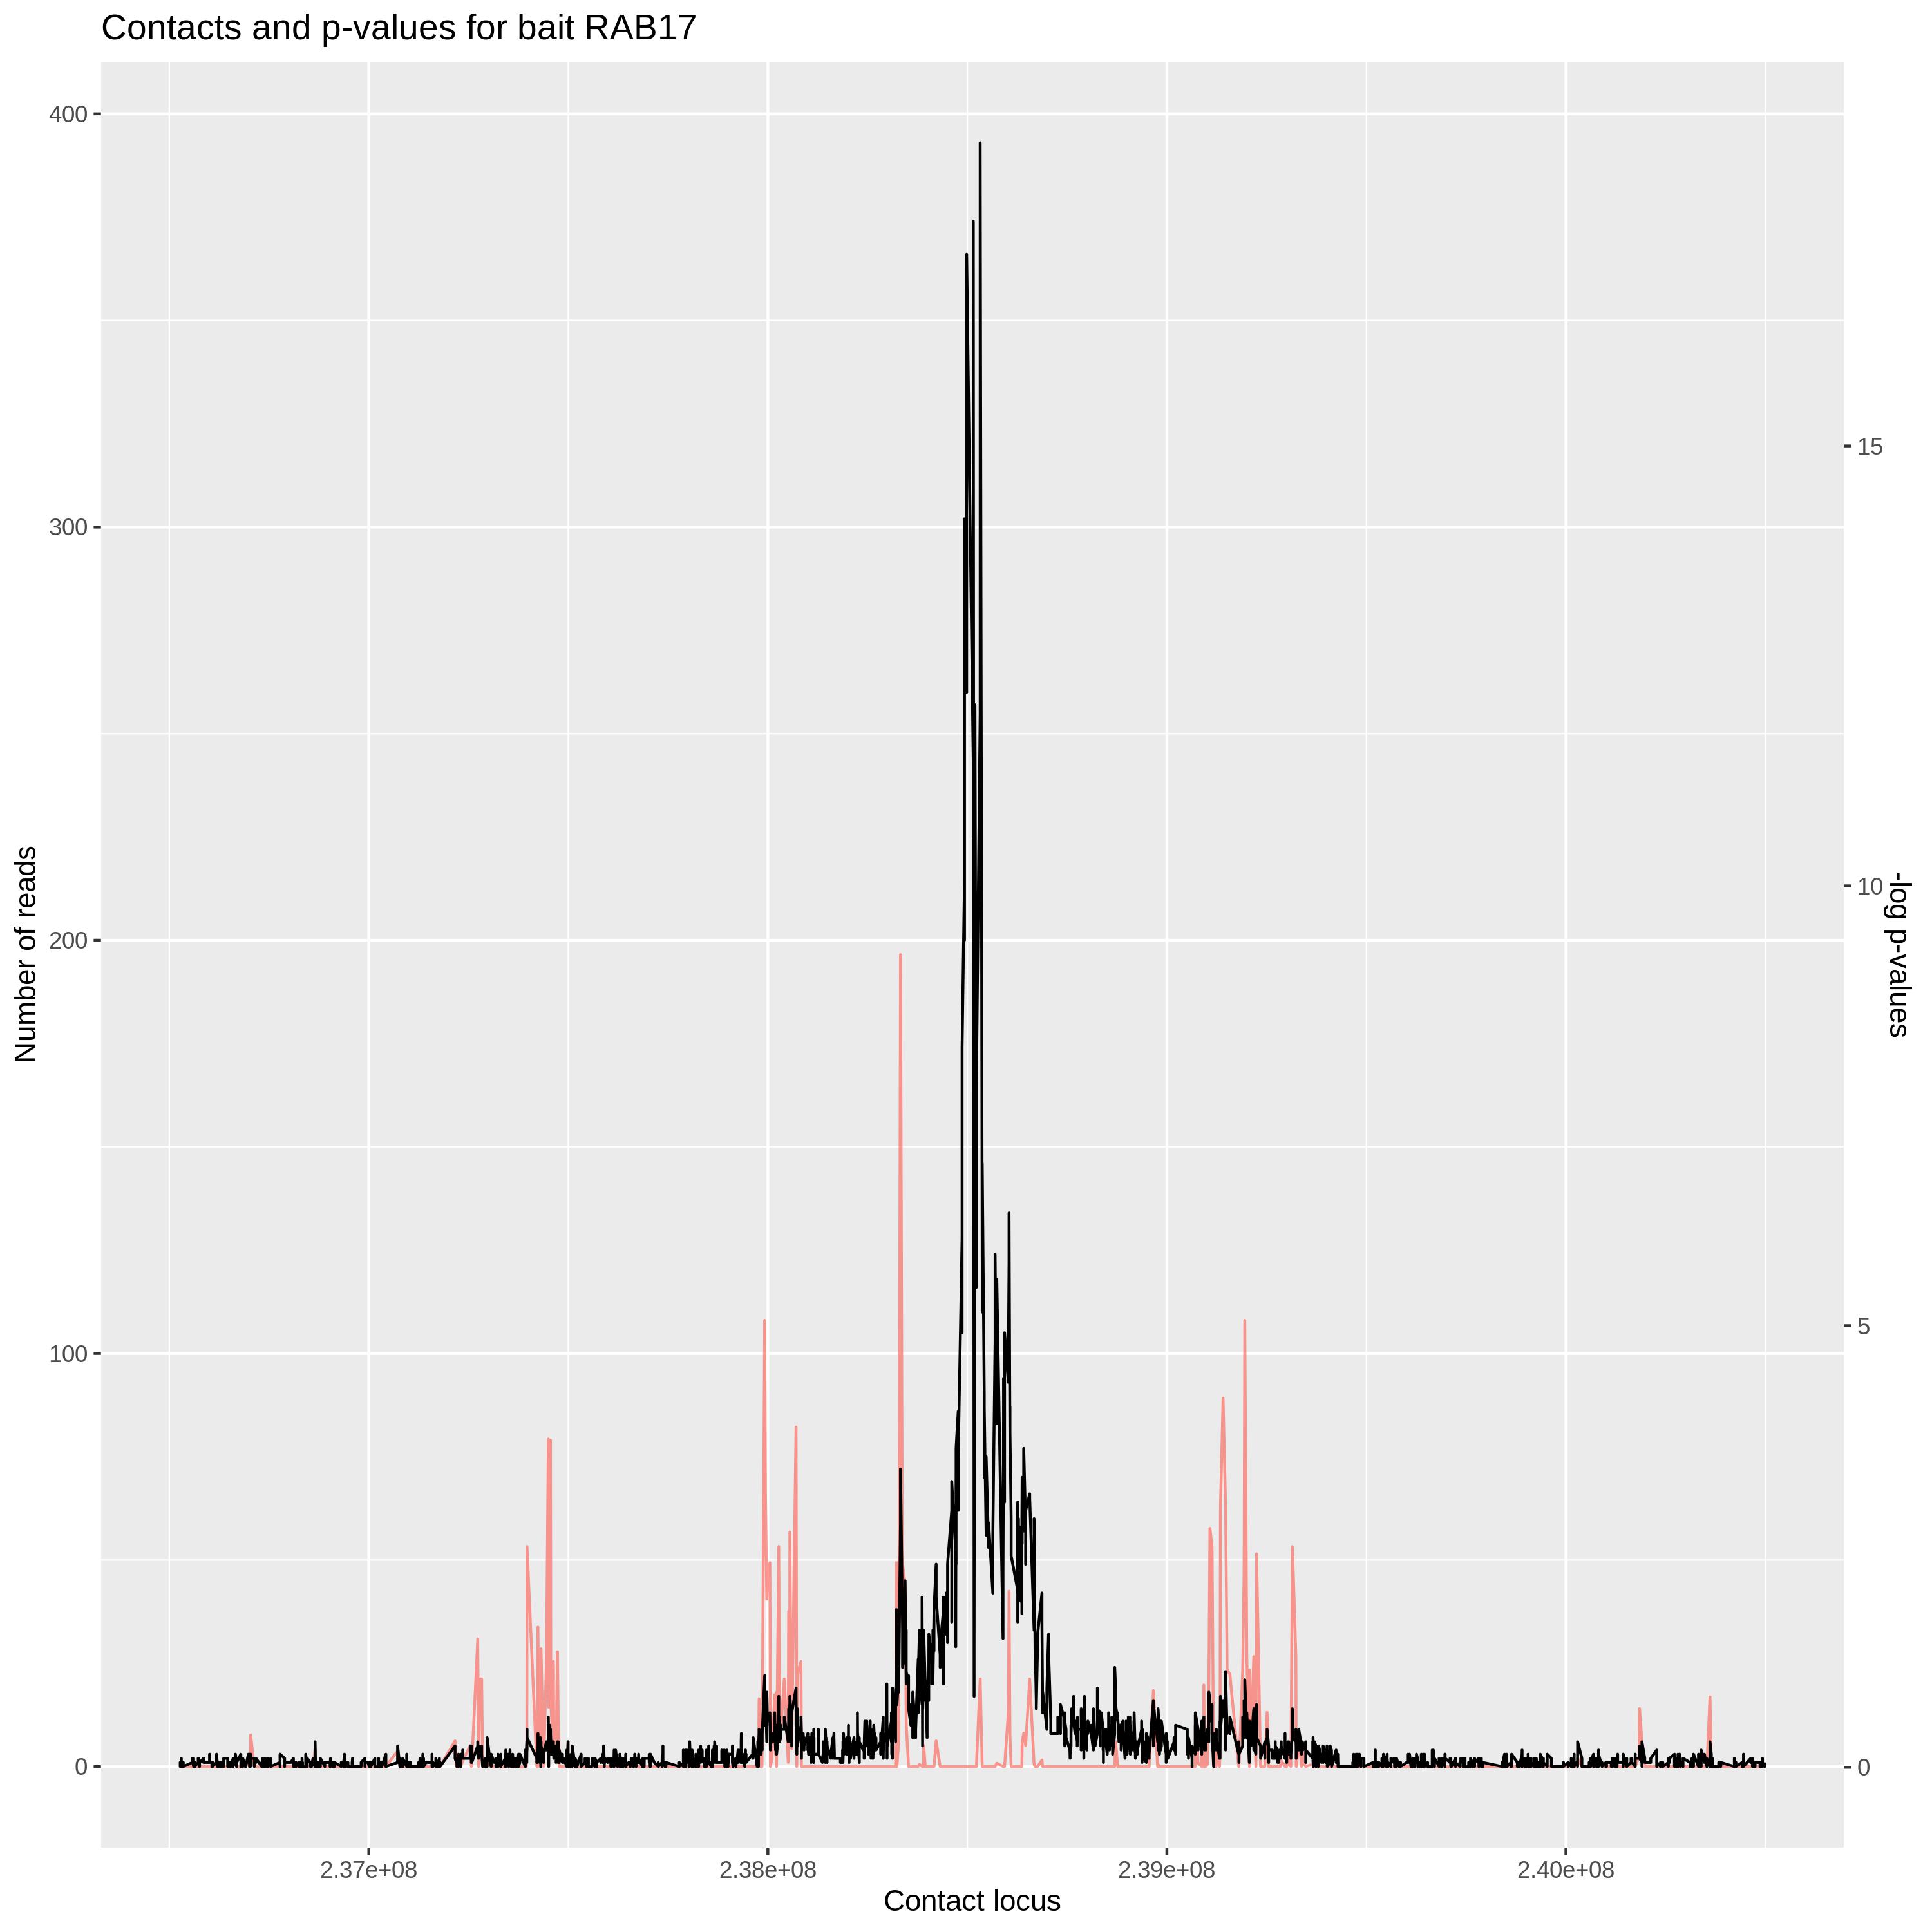 Contacts and p-values for bait RAB17
400
300
200
100
0
Number of reads
15
10
5
0
-log p-values
2.37e+08
2.38e+08
2.39e+08
2.40e+08
Contact locus